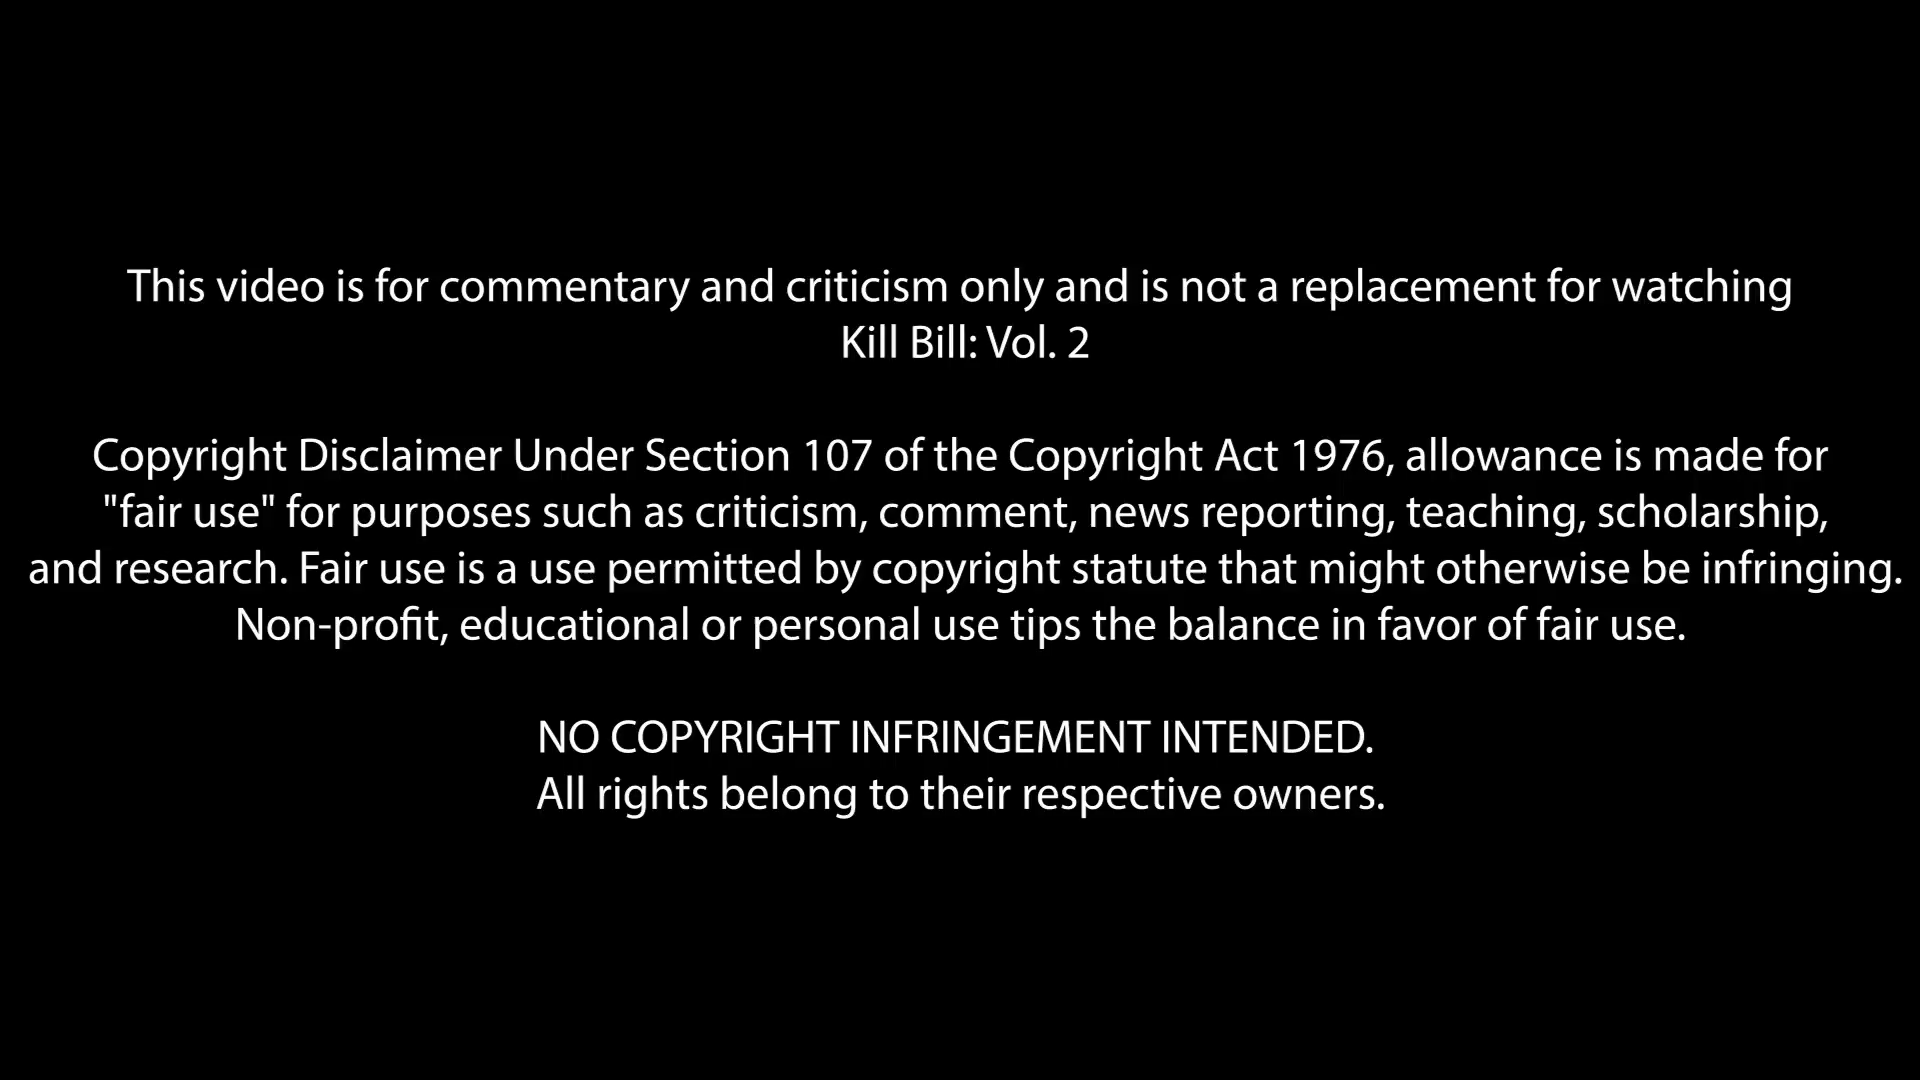 This video is for commentary and criticism only and is not a replacement for watching
Kill Bill: Vol. 2
Copyright Disclaimer Under Section 107 of the Copyright Act 1976, allowance is made for
"fair use" for purposes such as criticism, comment, news reporting, teaching, scholarship,
and research. Fair use is a use permitted by copyright statute that might otherwise be infringing.
Non-profit, educational or personal use tips the balance in favor of fair use.
NO COPYRIGHT INFRINGEMENT INTENDED.
All rights belong to their respective owners.